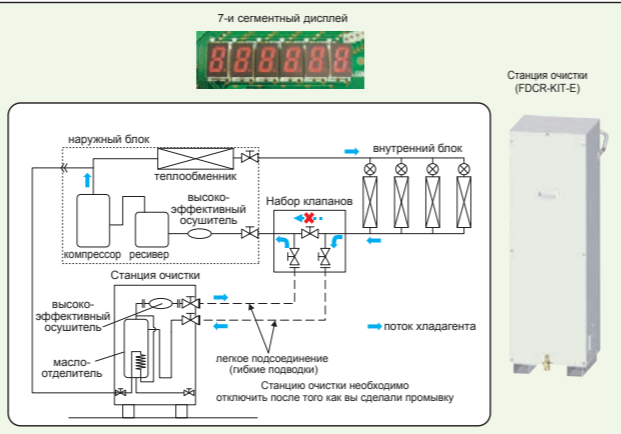 7-и сегментный дисплей
Станция очистки
(FDCR-KIT-E)
наружный блок
теплообменник
внутренний блок
высоко-
эффективный
осушитель
Набор клапанов
компрессор
ресивер
Станция очистки
высоко-
эффективный
осушитель
поток хладагента
масло-
отделитель
легкое подсоединение
(гибкие подводки)
Станцию очистки необходимо
отключить после того как вы сделали промывку